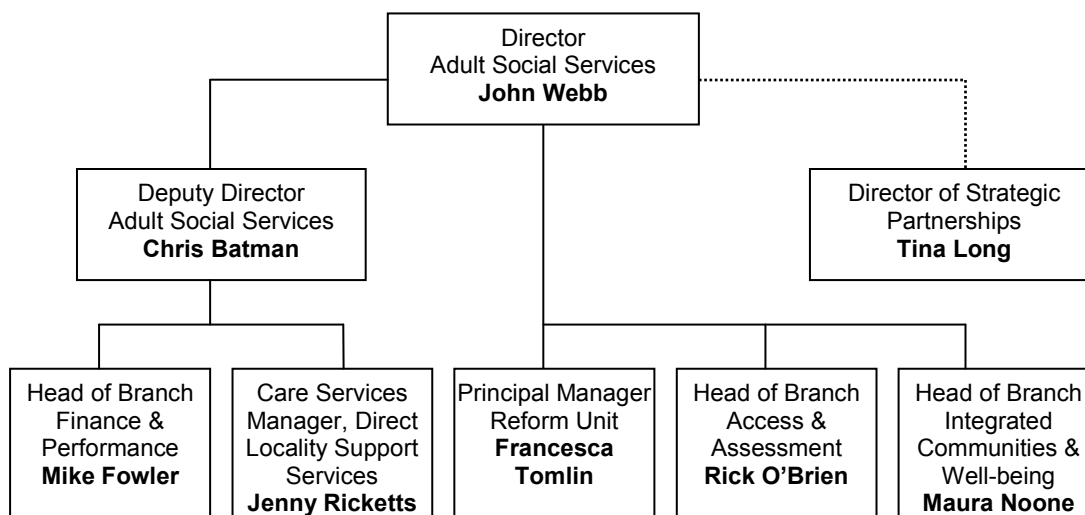 Director
Adult Social Services
John Webb
Deputy Director
Adult Social Services
Chris Batman
Director of Strategic
Partnerships
Tina Long
Head of Branch
Finance &
Performance
Mike Fowler
Care Services
Manager, Direct
Locality Support
Services
Jenny Ricketts
Principal Manager
Reform Unit
Francesca
Tomlin
Head of Branch
Access &
Assessment
Rick O’Brien
Head of Branch
Integrated
Communities &
Well-being
Maura Noone